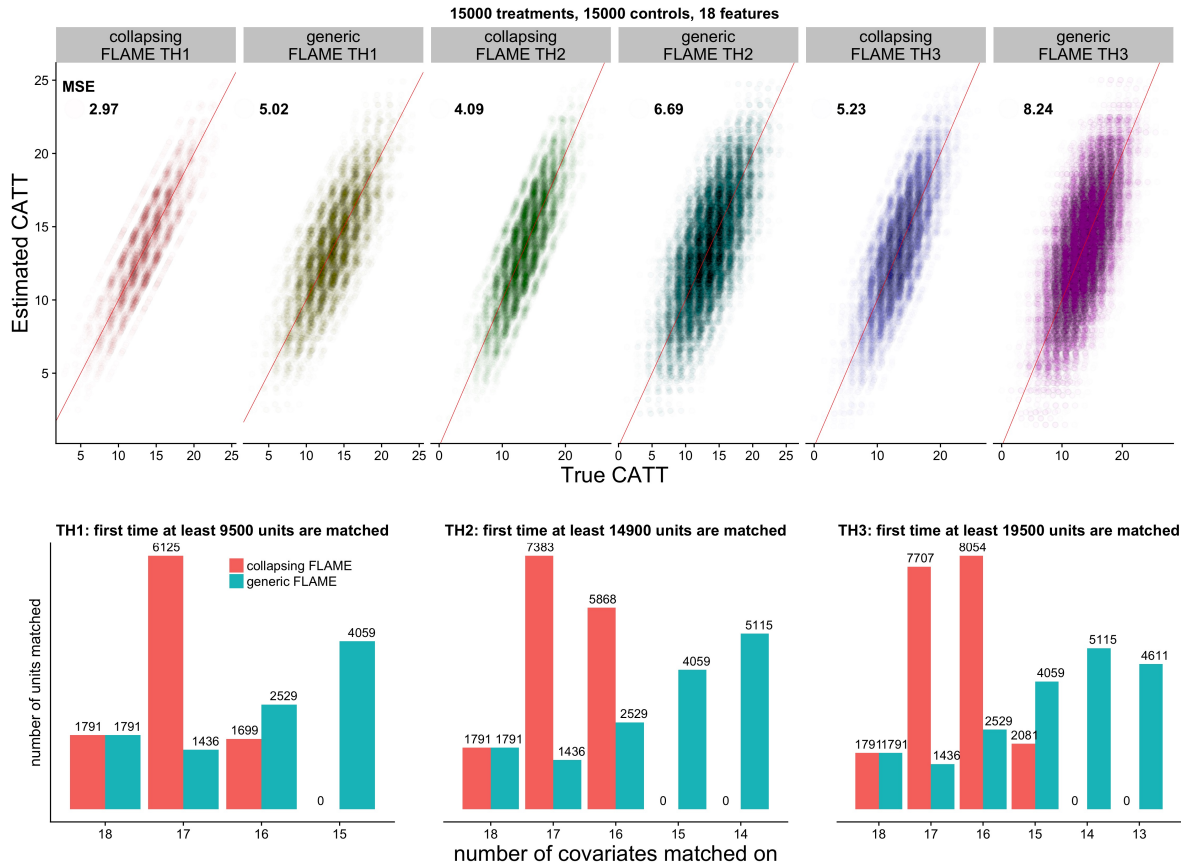 15000 treatments, 15000 controls, 18 features
collapsing
FLAME TH1
generic
FLAME TH1
collapsing
FLAME TH2
generic
FLAME TH2
collapsing
FLAME TH3
generic
FLAME TH3
MSE
2.97
5.02
4.09
6.69
5.23
8.24
Estimated CATT
25
20
15
10
5
5 10 15 20 25
5 10 15 20 25
0 10 20
0 5 10 15 20 25
0 10 20
0 10 20
True CATT
TH1: first time at least 9500 units are matched
number of units matched
collapsing FLAME
generic FLAME
1791 1791
6125 1436
1699 2529
0 4059
18 17 16 15
TH2: first time at least 14900 units are matched
1791 1791
7383 1436
5868 2529
0 4059
0 5115
18 17 16 15 14
TH3: first time at least 19500 units are matched
1791 1791
7707 1436
8054 2529
2081 4059
0 5115
0 4611
18 17 16 15 14 13
number of covariates matched on